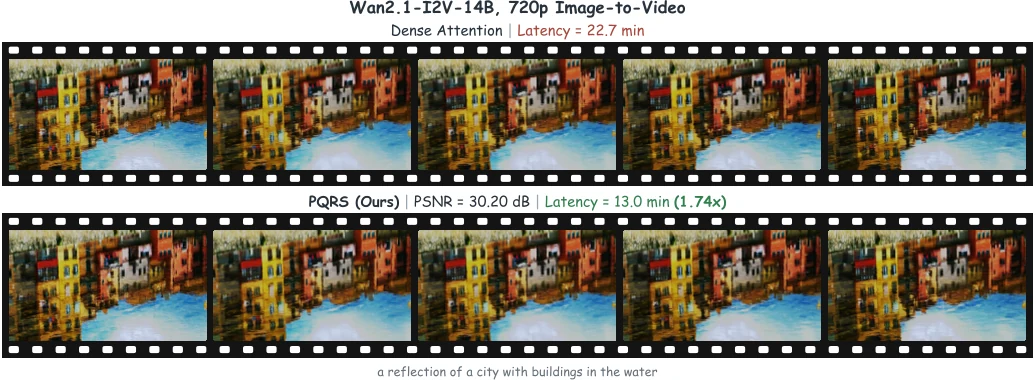 Wan2.1-I2V-14B, 720p Image-to-Video
Dense Attention | Latency = 22.7 min
PQRS (Ours) | PSNR = 30.20 dB | Latency = 13.0 min (1.74x)
a reflection of a city with buildings in the water